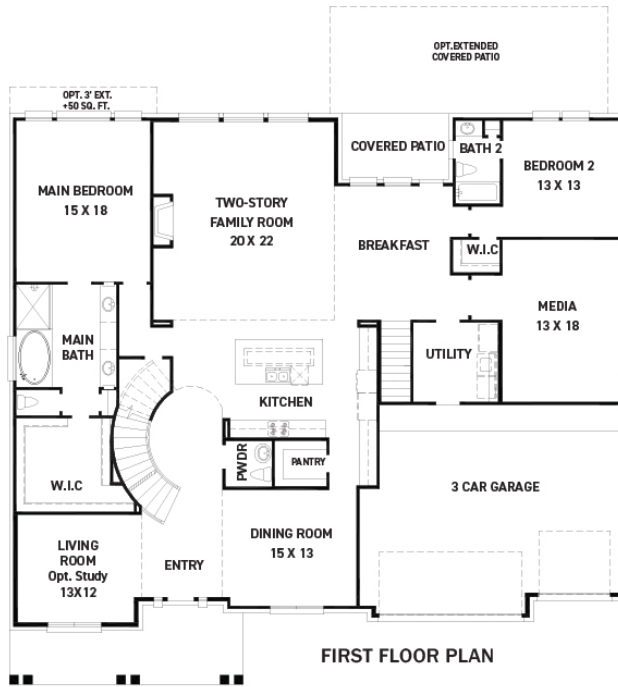 OPT.EXTENDED
COVERED PATIO
OPT. 3' EXT.
+50 SQ. FT.
COVERED PATIO
BATH 2
BEDROOM 2
13 X 13
MAIN BEDROOM
15 X 18
TWO-STORY
FAMILY ROOM
20 X 22
BREAKFAST
W.I.C
MEDIA
13 X 18
MAIN
BATH
UTILITY
KITCHEN
PWDR
PANTRY
W.I.C
3 CAR GARAGE
LIVING
ROOM
Opt. Study
13X12
ENTRY
DINING ROOM
15 X 13
FIRST FLOOR PLAN